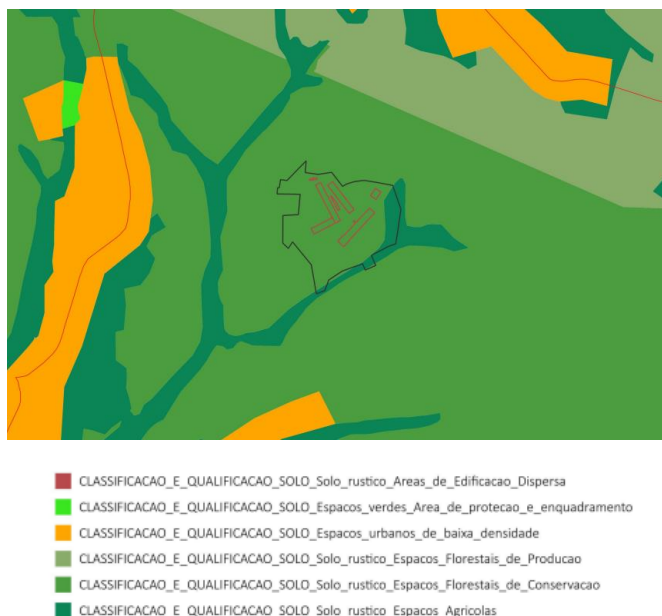 CLASSIFICACAO_E_QUALIFICACAO_SOLO_Solo_rustico_Areas_de_Edificacao_Dispersa
CLASSIFICACAO_E_QUALIFICACAO_SOLO_Espacos_verdes_Area_de_protecao_e_enquadramento
CLASSIFICACAO_E_QUALIFICACAO_SOLO_Espacos_urbanos_de_baixa_densidade
CLASSIFICACAO_E_QUALIFICACAO_SOLO_Solo_rustico_Espacos_Florestais_de_Producao
CLASSIFICACAO_E_QUALIFICACAO_SOLO_Solo_rustico_Espacos_Florestais_de_Conservacao
CLASSIFICACAO_E_QUALIFICACAO_SOLO_Solo_rustico_Espacos_Agricolas